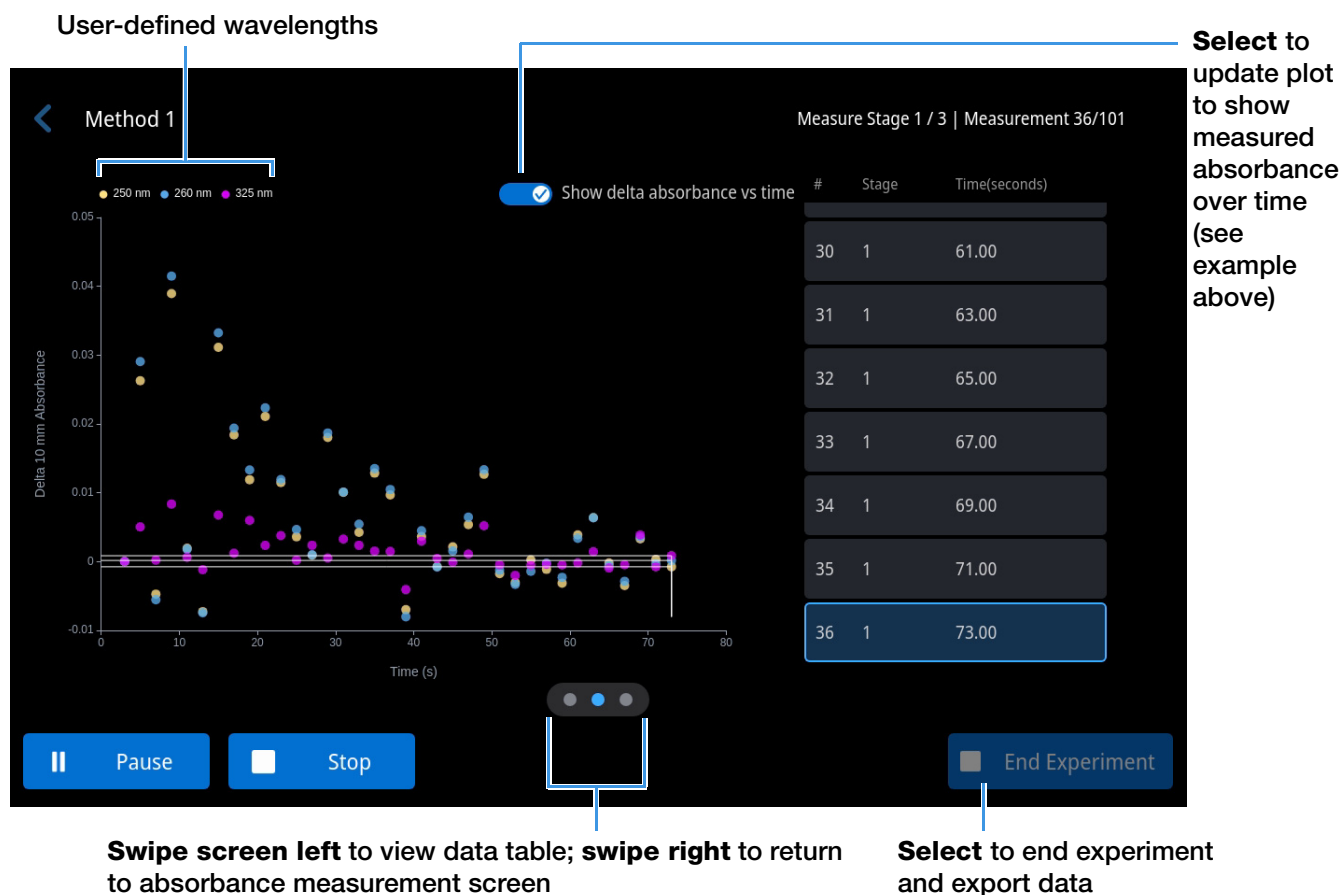 User-defined wavelengths
Select to
update plot
to show
measured
absorbance
over time
(see
example
above)
Method 1
Measure Stage 1 / 3 | Measurement 36/101
250 nm 260 nm 325 nm
Show delta absorbance vs time
# Stage Time(seconds)
30 1 61.00
31 1 63.00
32 1 65.00
33 1 67.00
34 1 69.00
35 1 71.00
36 1 73.00
Delta 10 mm Absorbance
0.05
0.04
0.03
0.02
0.01
0
-0.01
0 10 20 30 40 50 60 70 80
Time (s)
Pause
Stop
End Experiment
Swipe screen left to view data table; swipe right to return
to absorbance measurement screen
Select to end experiment
and export data